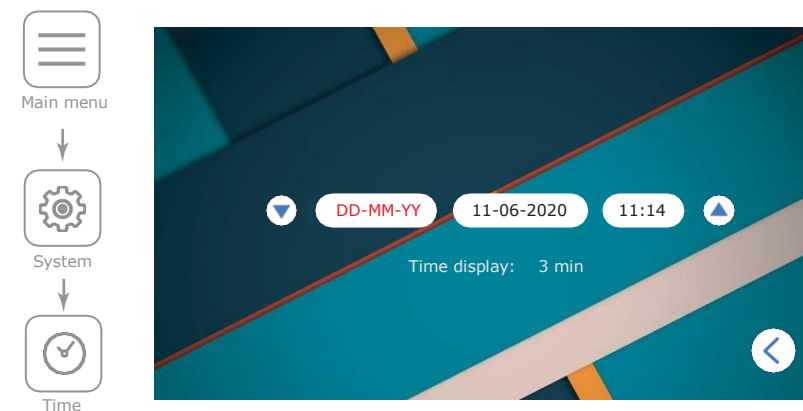 Main menu
System
Time
DD-MM-YY 11-06-2020 11:14
Time display: 3 min